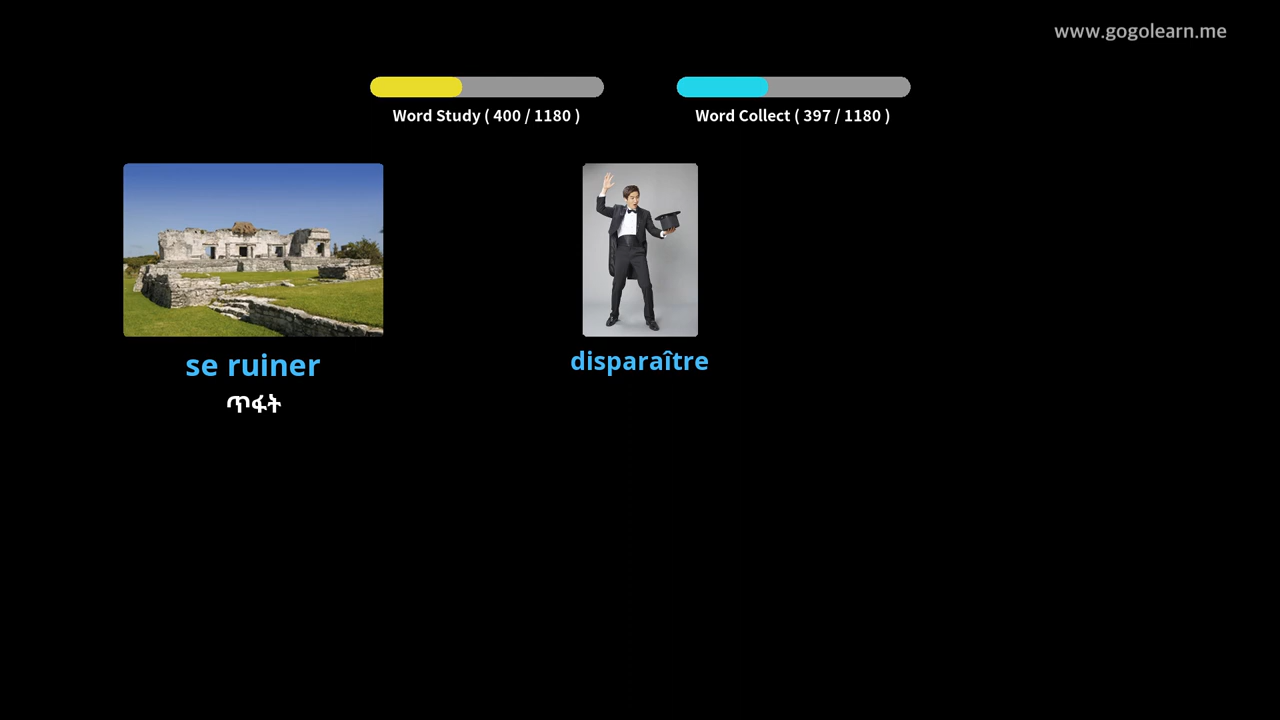 www.gogolearn.me
Word Study ( 400 / 1180 )
Word Collect ( 397 / 1180 )
se ruiner
ጥፋት
disparaître